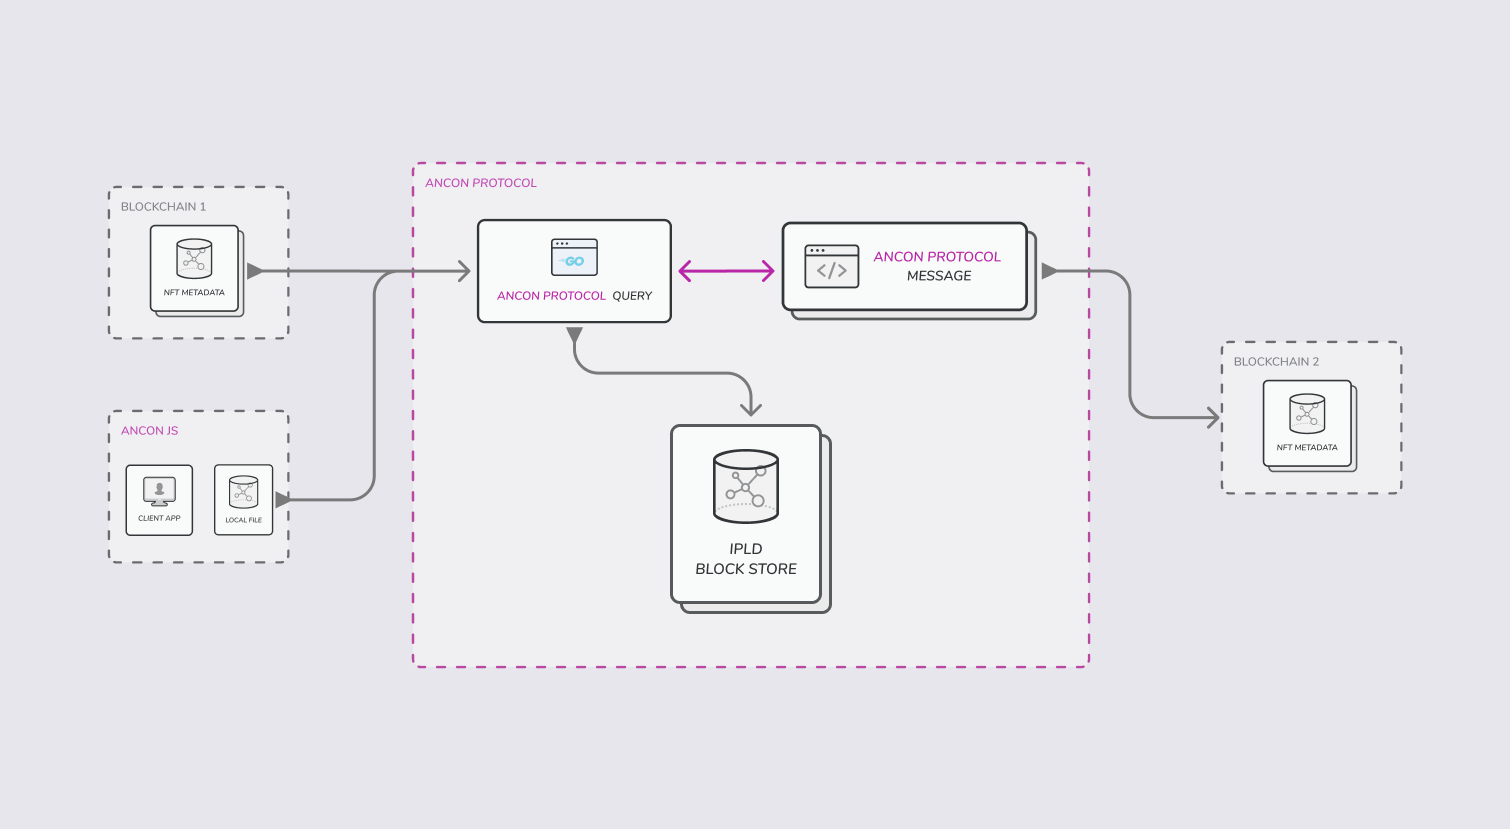 BLOCKCHAIN 1
NFT METADATA
ANCON JS
CLIENT APP
LOCAL FILE
ANCON PROTOCOL
GO
ANCON PROTOCOL QUERY
</>
ANCON PROTOCOL
MESSAGE
IPLD
BLOCK STORE
BLOCKCHAIN 2
NFT METADATA